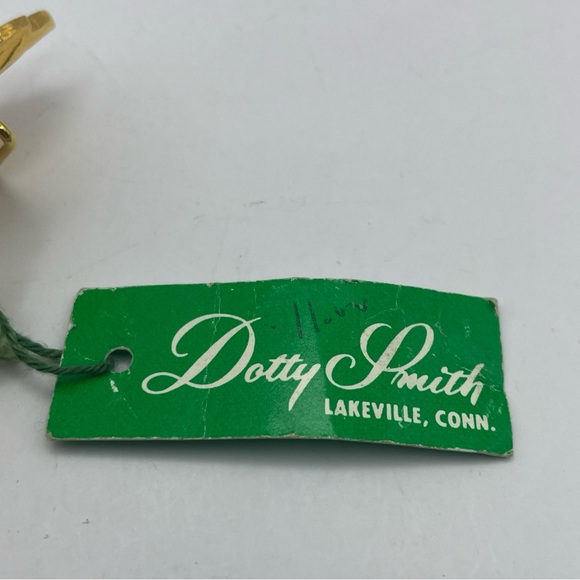 11.00
Dotty Smith
LAKEVILLE, CONN.